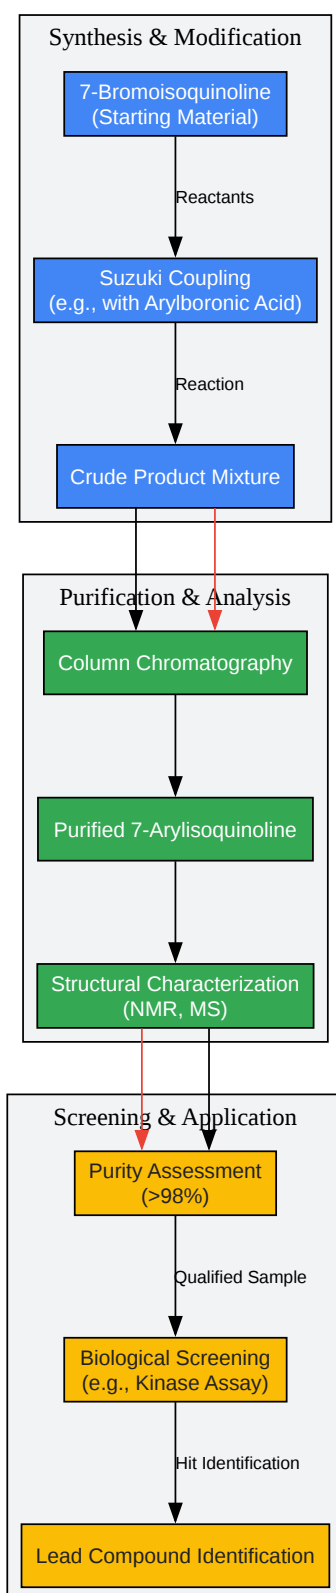 Synthesis & Modification
7-Bromoisoquinoline
(Starting Material)
Reactants
Suzuki Coupling
(e.g., with Arylboronic Acid)
Reaction
Crude Product Mixture
Purification & Analysis
Column Chromatography
Purified 7-Arylisoquinoline
Structural Characterization
(NMR, MS)
Screening & Application
Purity Assessment
(>98%)
Qualified Sample
Biological Screening
(e.g., Kinase Assay)
Hit Identification
Lead Compound Identification